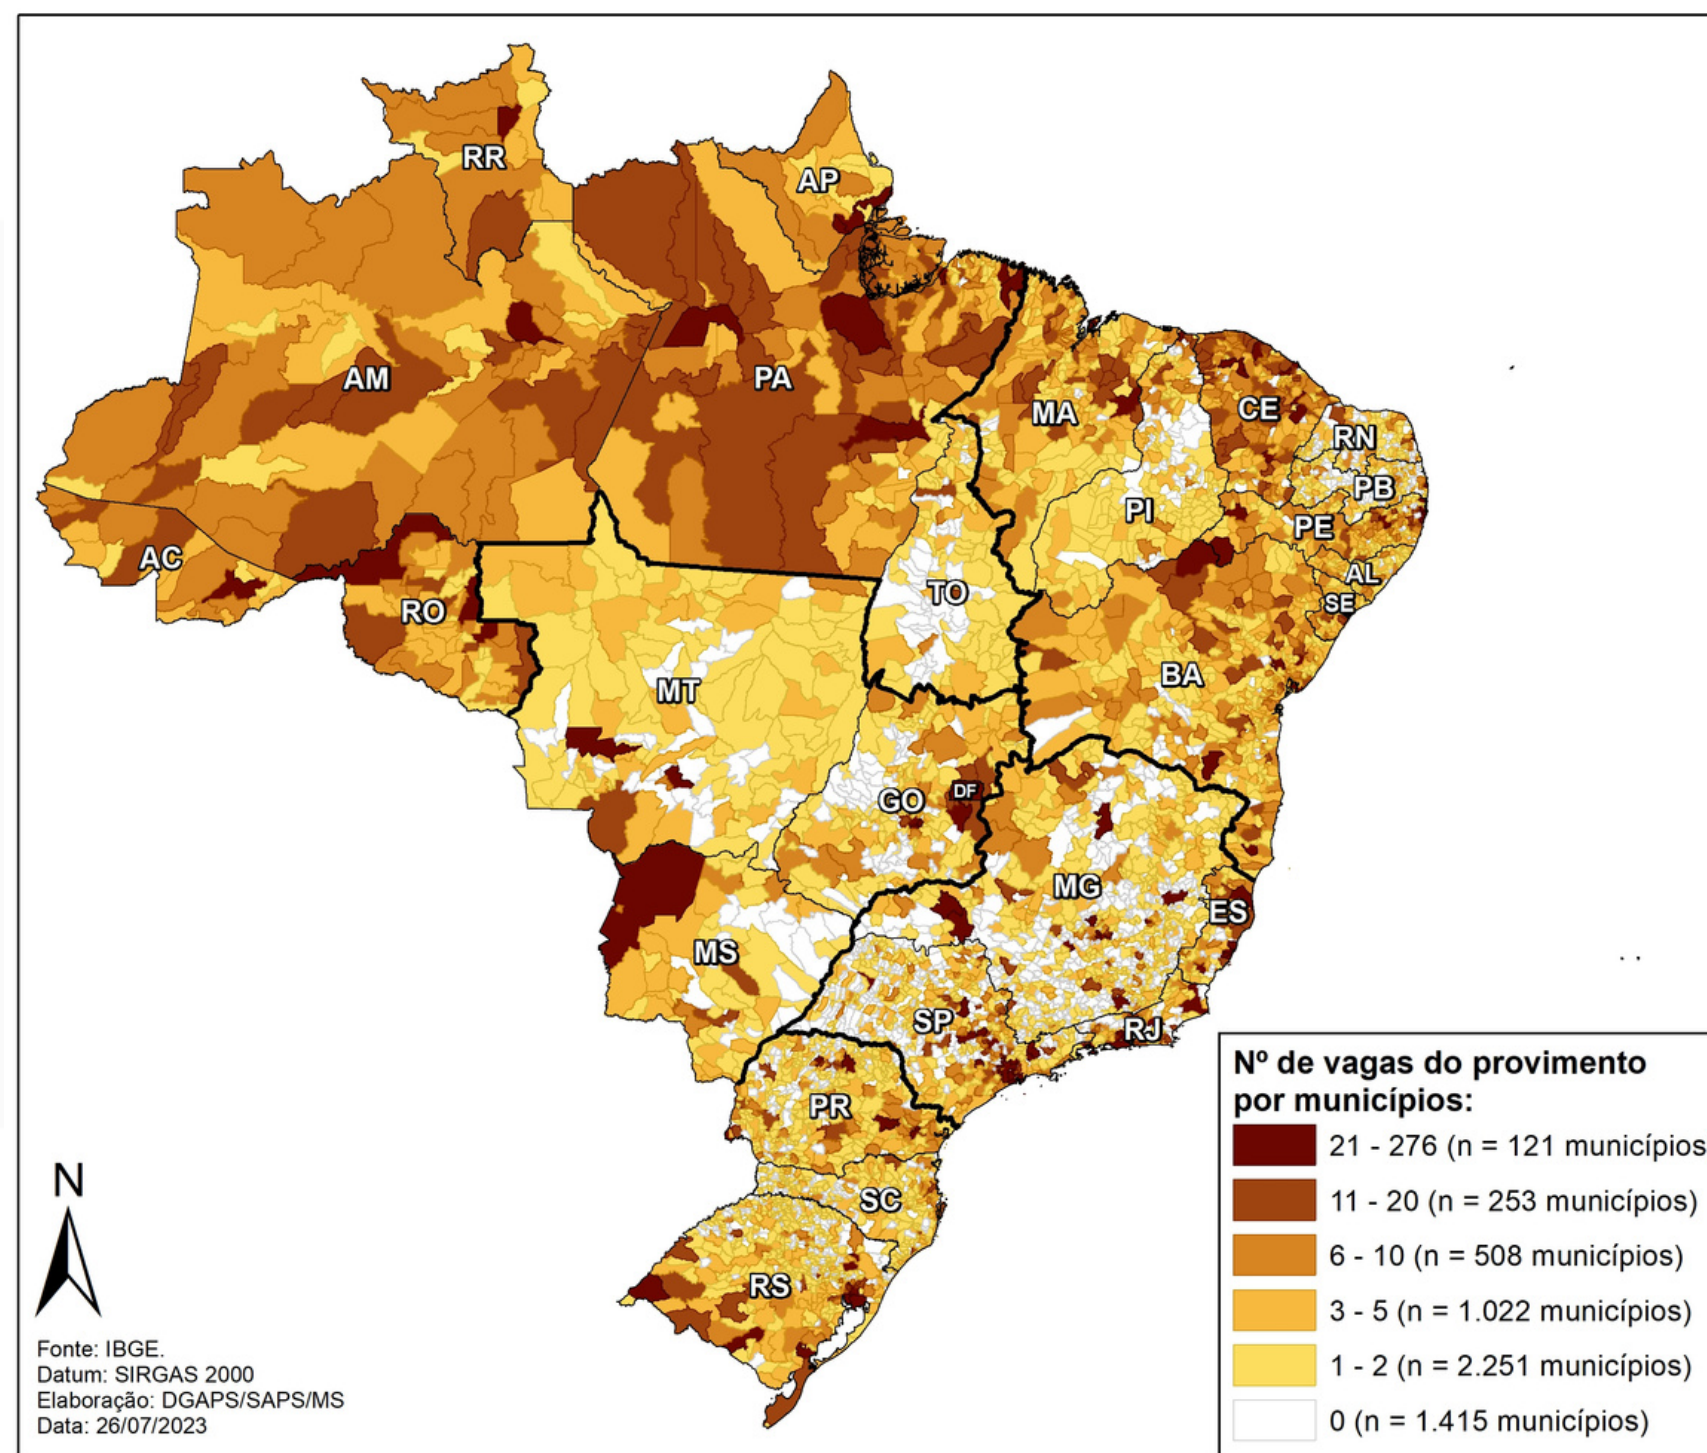 RR
AP
AM
PA
MA
CE
RN
PB
PI
PE
AC
AL
TO
SE
RO
BA
MT
DF
GO
MG
ES
MS
SP
RJ
PR
SC
RS
N
Fonte: IBGE.
Datum: SIRGAS 2000
Elaboração: DGAPS/SAPS/MS
Data: 26/07/2023
Nº de vagas do provimento
por municípios:
21 - 276 (n = 121 municípios
11 - 20 (n = 253 municípios)
6 - 10 (n = 508 municípios)
3 - 5 (n = 1.022 municípios)
1 - 2 (n = 2.251 municípios)
0 (n = 1.415 municípios)